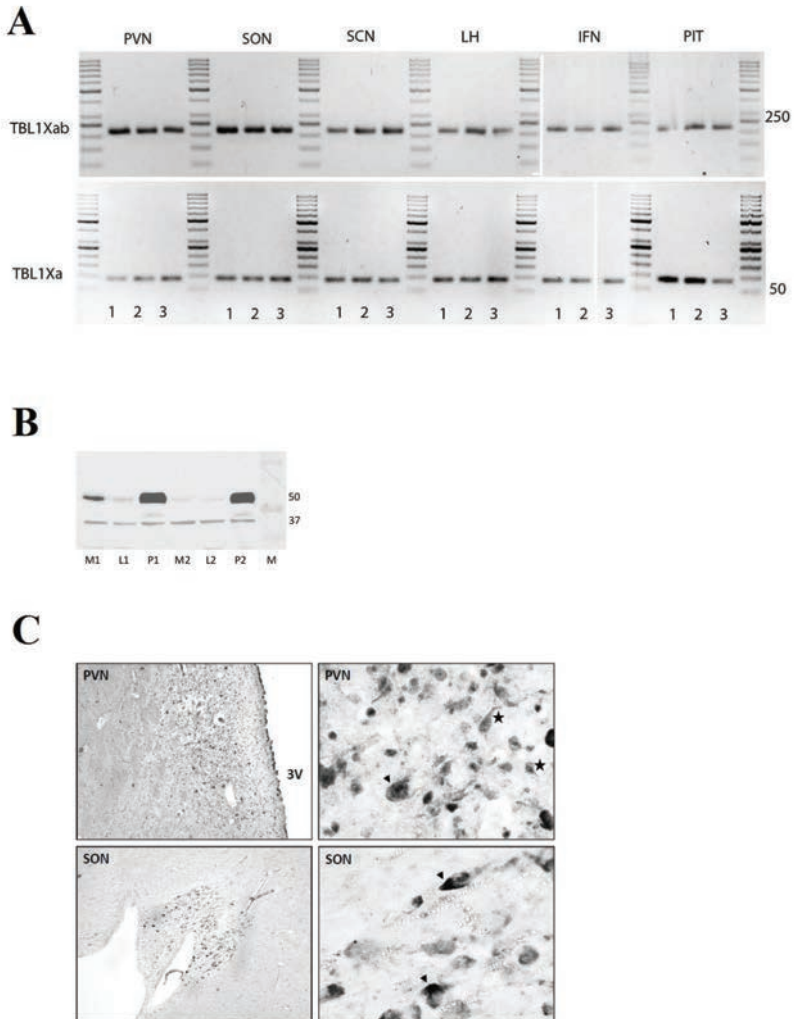 A
PVN SON SCN LH IFN PIT
TBL1Xab 250
TBL1Xa 50
1 2 3 1 2 3 1 2 3 1 2 3 1 2 3 1 2 3
B
50
37
M1 L1 P1 M2 L2 P2 M
C
PVN PVN
3V
SON SON